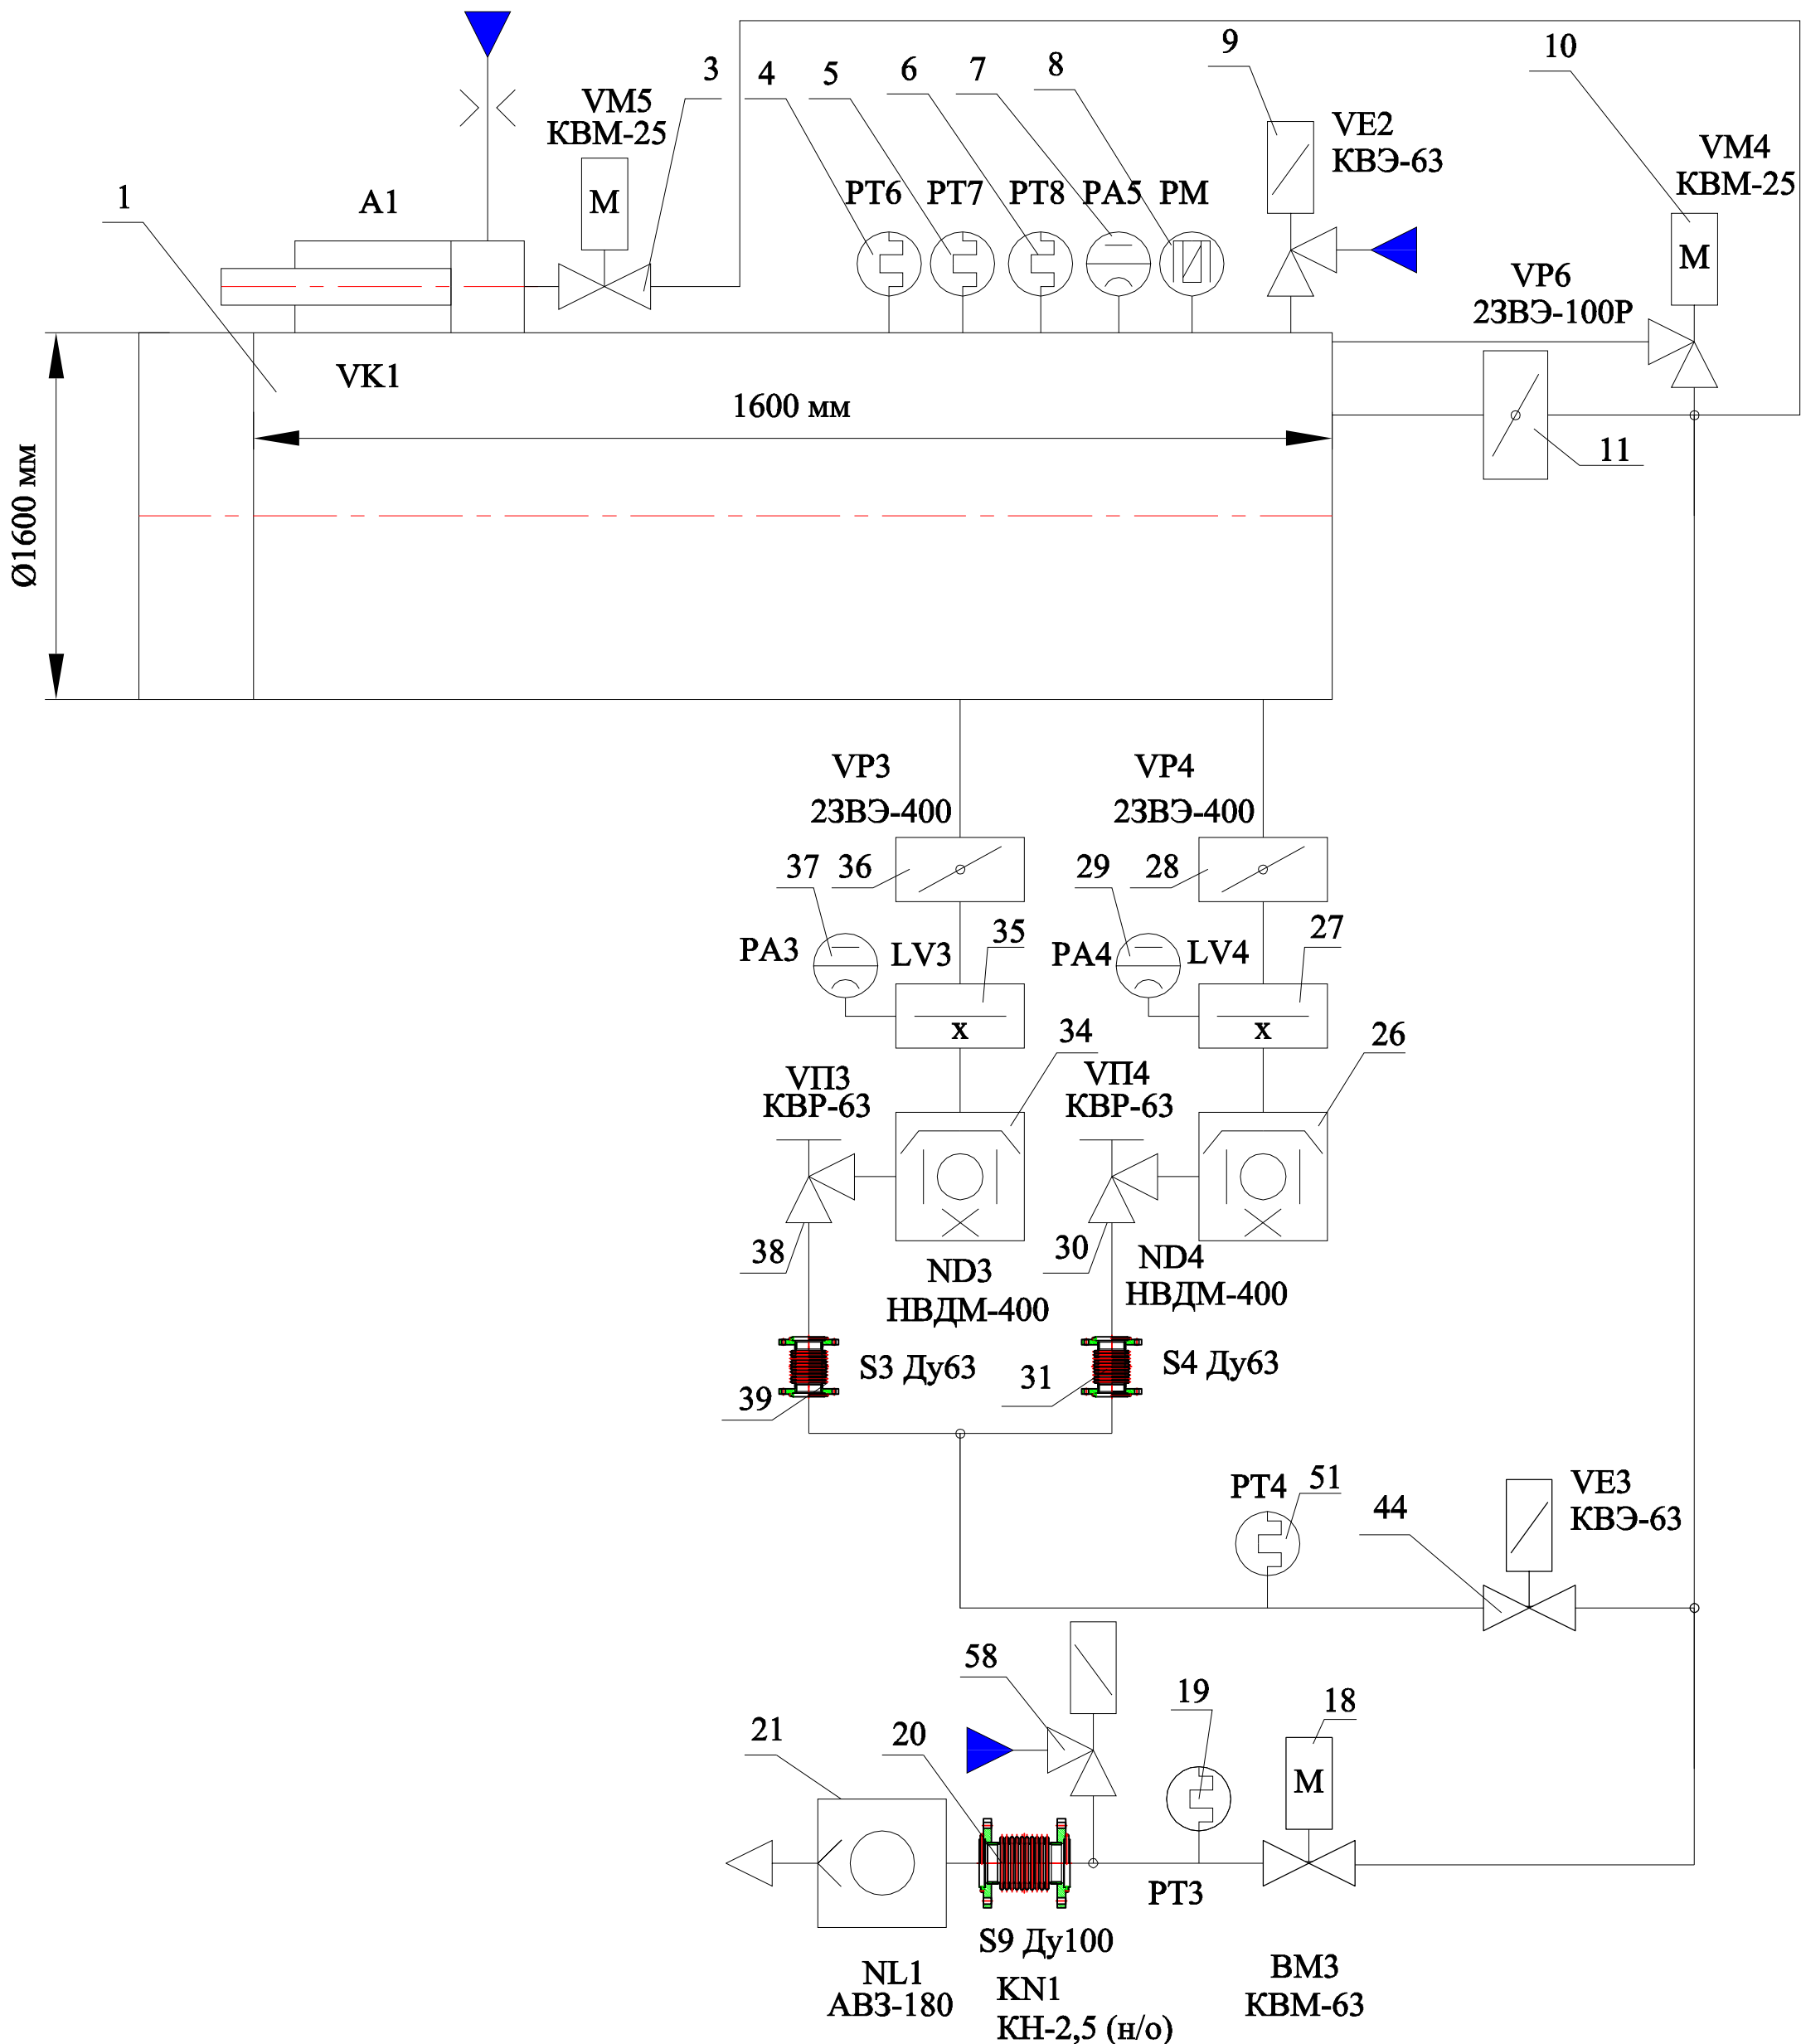 9
10
3
4
5
6
7
8
VM5
КВМ-25
М
VE2
КВЭ-63
VM4
КВМ-25
М
1
A1
PT6
PT7
PT8
PA5
PM
VP6
2ЗВЭ-100Р
VK1
1600 мм
Ø1600 мм
11
VP3
2ЗВЭ-400
VP4
2ЗВЭ-400
37
36
29
28
PA3
LV3
35
PA4
LV4
27
x
x
34
26
VП3
КВР-63
VП4
КВР-63
38
30
ND3
НВДМ-400
ND4
НВДМ-400
S3 Ду63
S4 Ду63
39
31
PT4
51
44
VE3
КВЭ-63
58
19
18
21
20
М
PT3
S9 Ду100
NL1
АВЗ-180
KN1
КН-2,5 (н/о)
ВМ3
КВМ-63